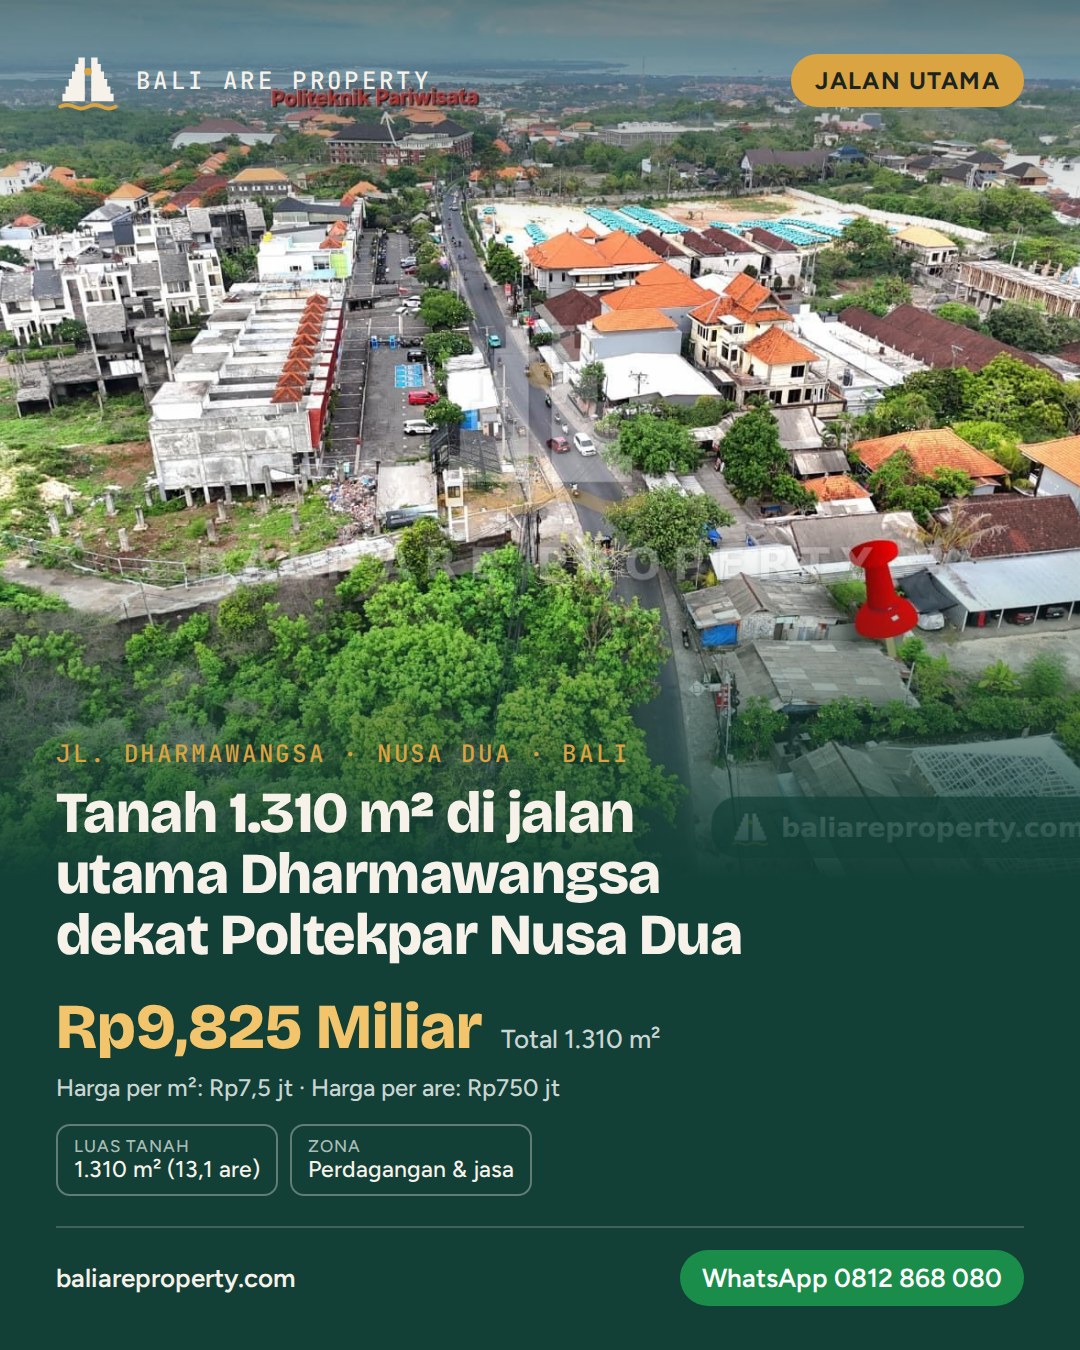 BALI ARE PROPERTY
Politeknik Pariwisata
JALAN UTAMA
BALI ARE PROPERTY
JL. DHARMAWANGSA · NUSA DUA · BALI
Tanah 1.310 m² di jalan
utama Dharmawangsa
dekat Poltekpar Nusa Dua
baliareproperty.com
Rp9,825 Miliar Total 1.310 m²
Harga per m²: Rp7,5 jt · Harga per are: Rp750 jt
LUAS TANAH
1.310 m² (13,1 are)
ZONA
Perdagangan & jasa
baliareproperty.com
WhatsApp 0812 868 080